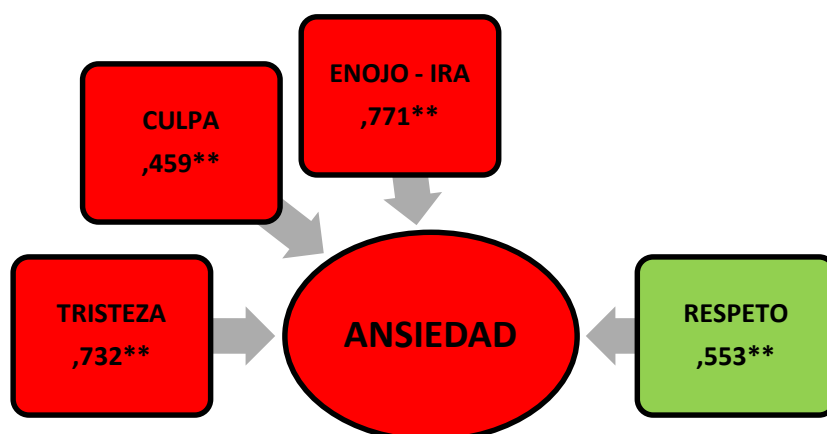 ENOJO - IRA
,771**
CULPA
,459**
TRISTEZA
,732**
ANSIEDAD
RESPETO
,553**